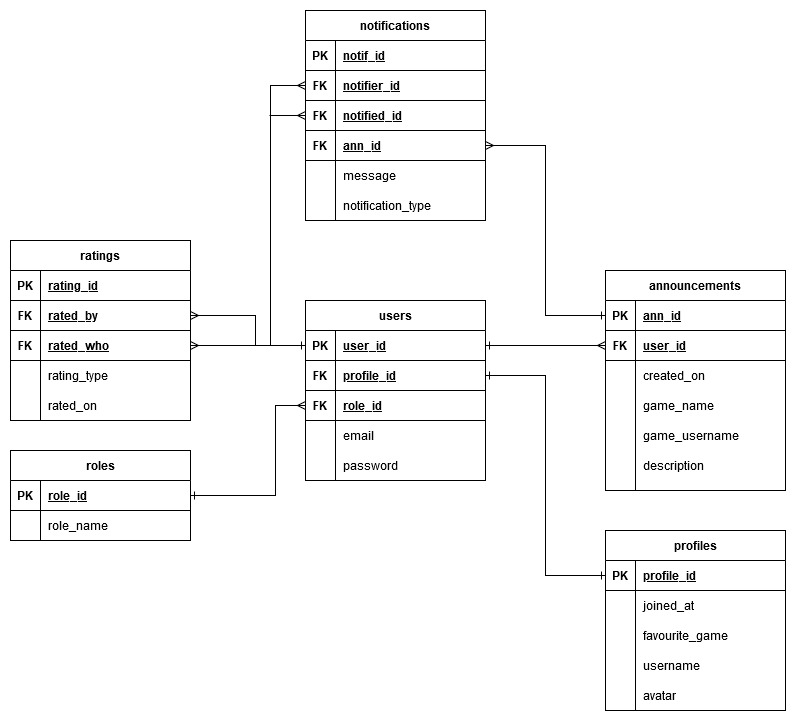 notifications
PK notif_id
FK notifier_id
FK notified_id
FK ann_id
message
notification_type
ratings
PK rating_id
FK rated_by
FK rated_who
rating_type
rated_on
users
PK user_id
FK profile_id
FK role_id
email
password
announcements
PK ann_id
FK user_id
created_on
game_name
game_username
description
roles
PK role_id
role_name
profiles
PK profile_id
joined_at
favourite_game
username
avatar